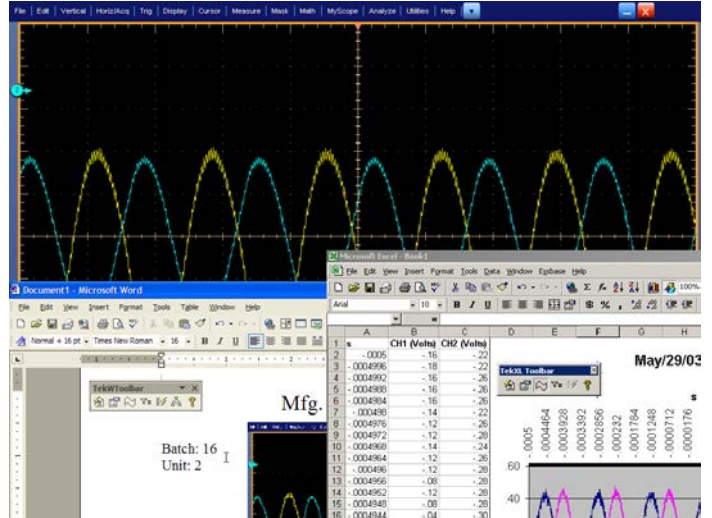 File | Edit | Vertical | Horiz/Acq | Trig | Display | Cursor | Measure | Mask | Math | MyScope | Analyze | Utilities | Help
2
Microsoft Excel - Book1
File Edit View Insert Format Tools Data Window Epsbase Help
100%
Arial 10 B I U $ %
A B C D E F G H
1 s CH1 (Volts) CH2 (Volts)
2 -.0005 -.16 -.22
3 -.0004996 -.18 -.22
4 -.0004992 -.16 -.26
5 -.0004988 -.16 -.26
6 -.0004984 -.16 -.26
7 -.000498 -.14 -.22
8 -.0004976 -.12 -.26
9 -.0004972 -.12 -.28
10 -.0004968 -.14 -.24
11 -.0004964 -.12 -.26
12 -.000496 -.12 -.28
13 -.0004956 -.08 -.28
14 -.0004952 -.12 -.28
15 -.0004948 -.08 -.28
16 -.0004944 -.04 -.30
TekXL Toolbar
May/29/03
s
-.0005
-.0004464
-.0003928
-.0003392
-.0002856
-.000232
-.0001784
-.0001248
-.0000712
-.0000176
60
40
Document1 - Microsoft Word
File Edit View Insert Format Tools Table Window Help
Normal + 16 pt Times New Roman 16 B I U
TekWToolbar
Mfg.
Batch: 16
Unit: 2